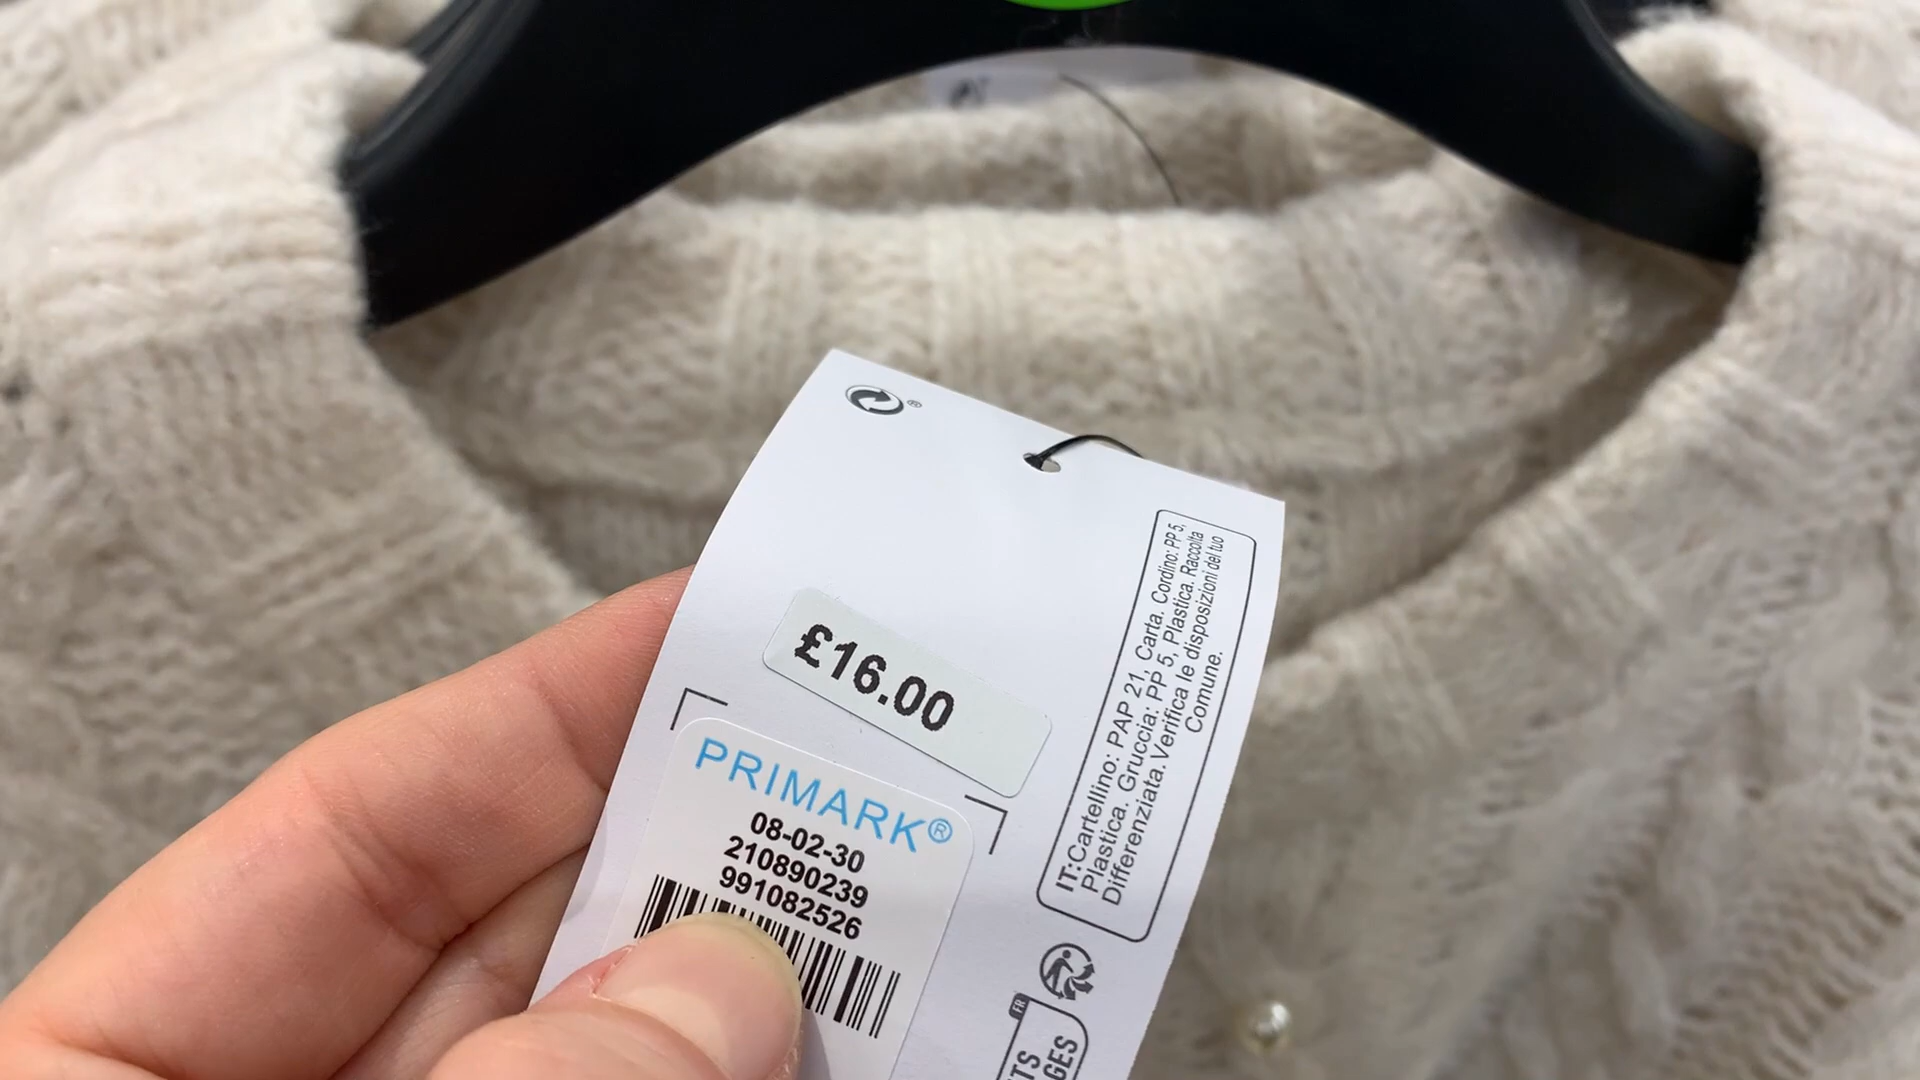 £16.00
PRIMARK®
08-02-30
210890239
991082526
IT:Cartellino: PAP 21, Carta. Cordino: PP 5,
Plastica. Gruccia: PP 5, Plastica. Raccolta
Differenziata. Verifica le disposizioni del tuo
Comune.
FR